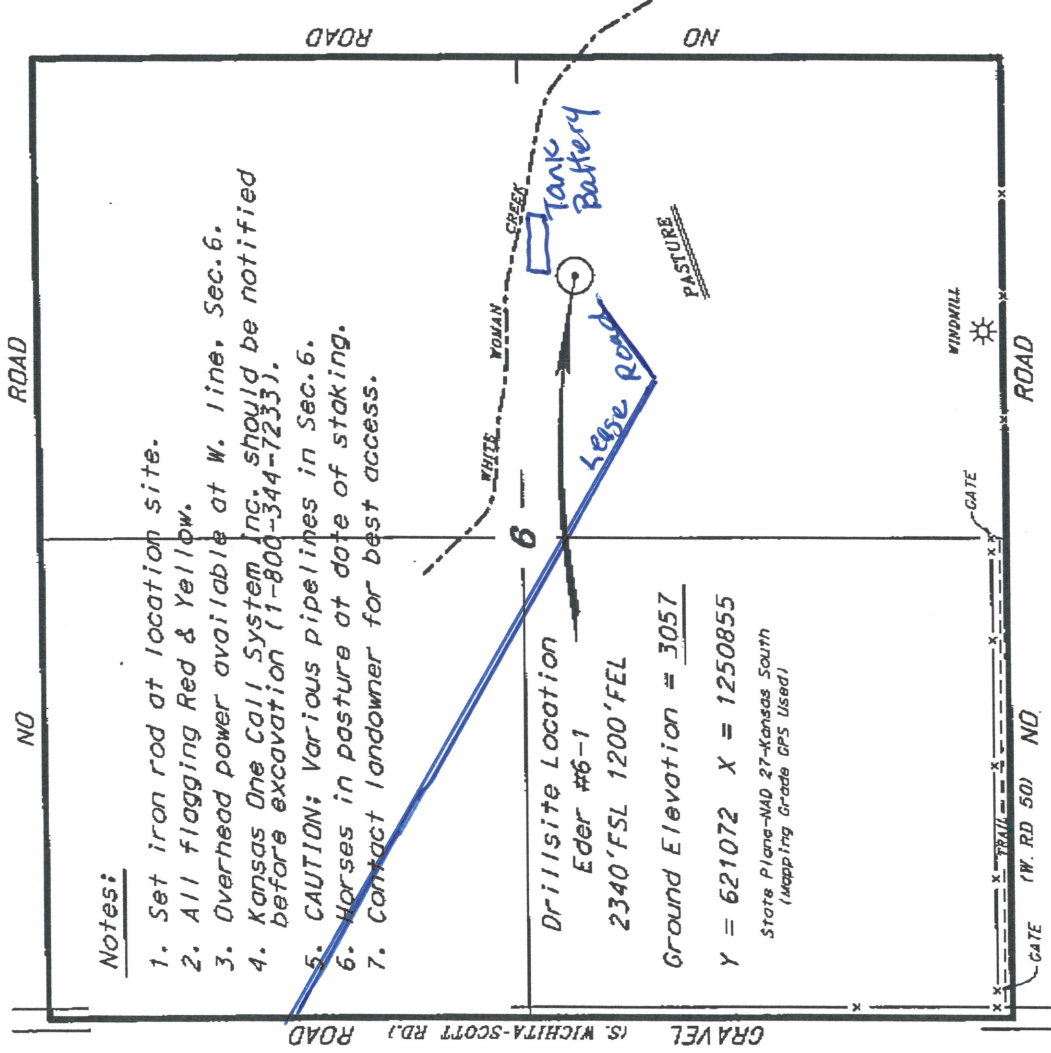 NO ROAD
Notes:
1. Set iron rod at location site.
2. All flagging Red & Yellow.
3. Overhead power available at W. line, Sec.6.
4. Kansas One Call System inc. should be notified
before excavation (1-800-344-7233).
5. CAUTION: Various pipelines in Sec.6.
6. Horses in pasture at date of staking.
7. Contact landowner for best access.
NO ROAD
GRAVEL ROAD
(S. WICHITA-SCOTT RD.)
WHITE WOMAN CREEK
Tank
Battery
6
Lease Road
PASTURE
Drillsite Location
Eder #6-1
2340'FSL 1200'FEL
Ground Elevation = 3057
Y = 621072 X = 1250855
State Plane-NAD 27-Kansas South
(Mapping Grade GPS Used)
WINDMILL
GATE
TRAIL
GATE
(W. RD 50) NO ROAD